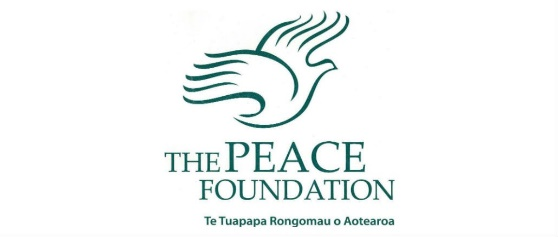 THE PEACE
FOUNDATION
Te Tuapapa Rongomau o Aotearoa